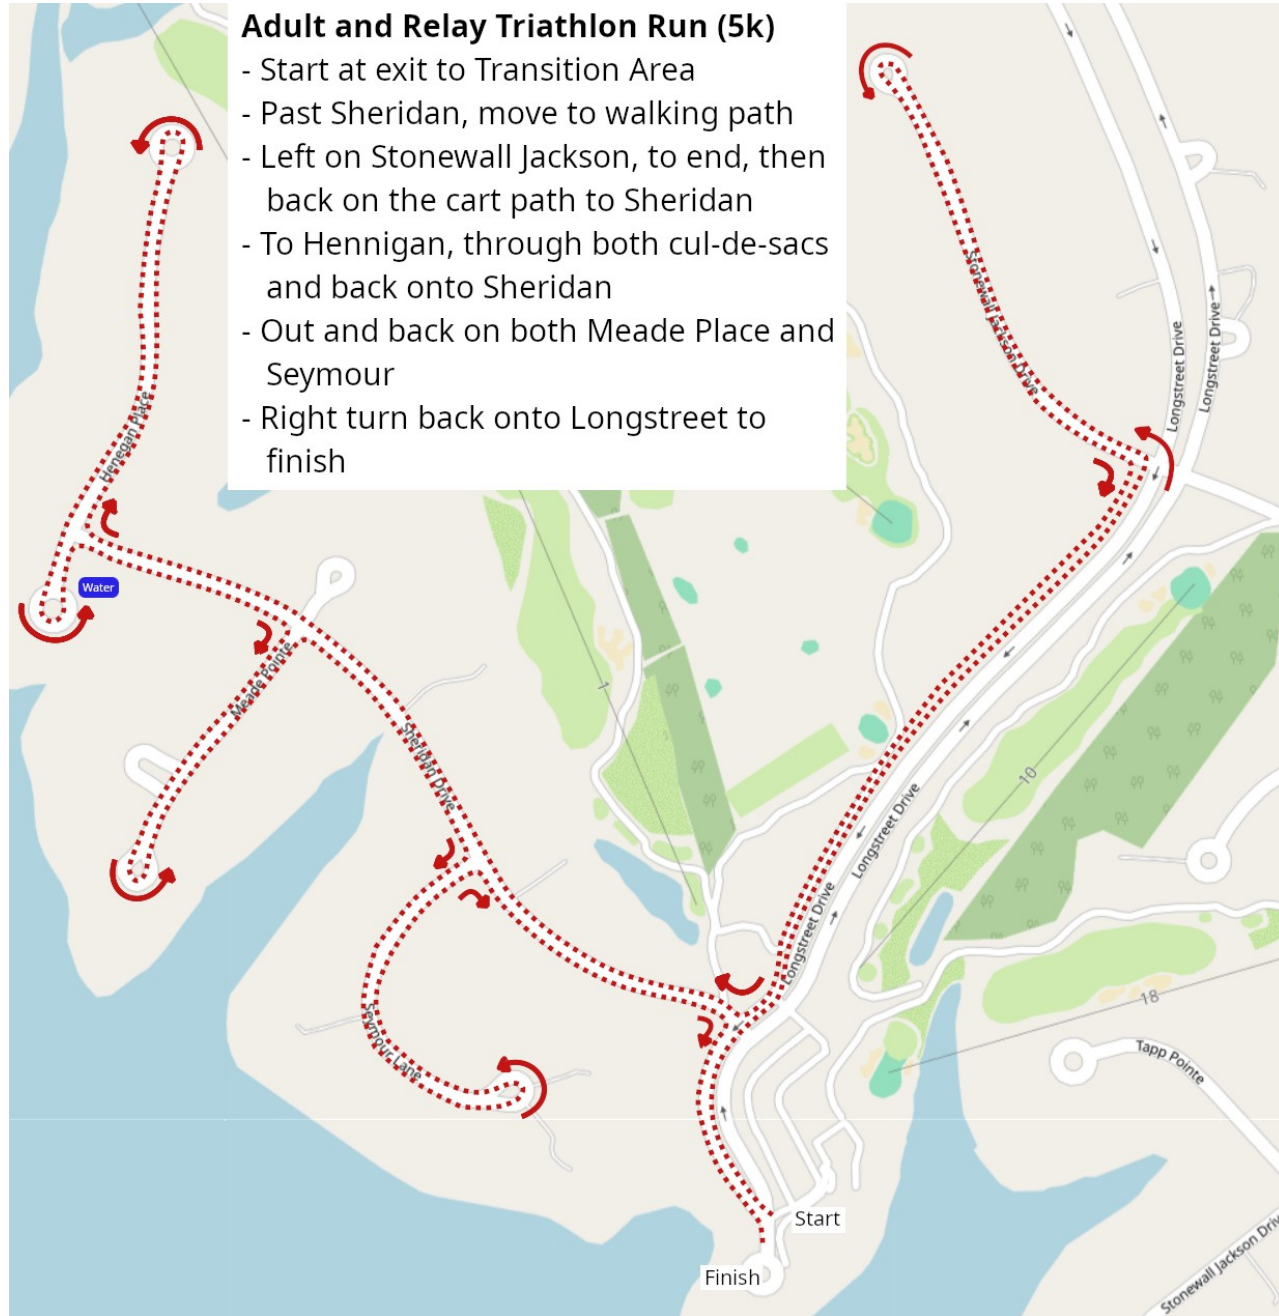 Adult and Relay Triathlon Run (5k)
- Start at exit to Transition Area
- Past Sheridan, move to walking path
- Left on Stonewall Jackson, to end, then
back on the cart path to Sheridan
- To Hennigan, through both cul-de-sacs
and back onto Sheridan
- Out and back on both Meade Place and
Seymour
- Right turn back onto Longstreet to
finish
Stonewall Jackson Drive
Longstreet Drive
Longstreet Drive
Henegan Place
Water
Meade Pointe
1
Sheridan Drive
10
Longstreet Drive
Longstreet Drive
18
Seymour Lane
Tapp Pointe
Start
Finish
Stonewall Jackson Driv